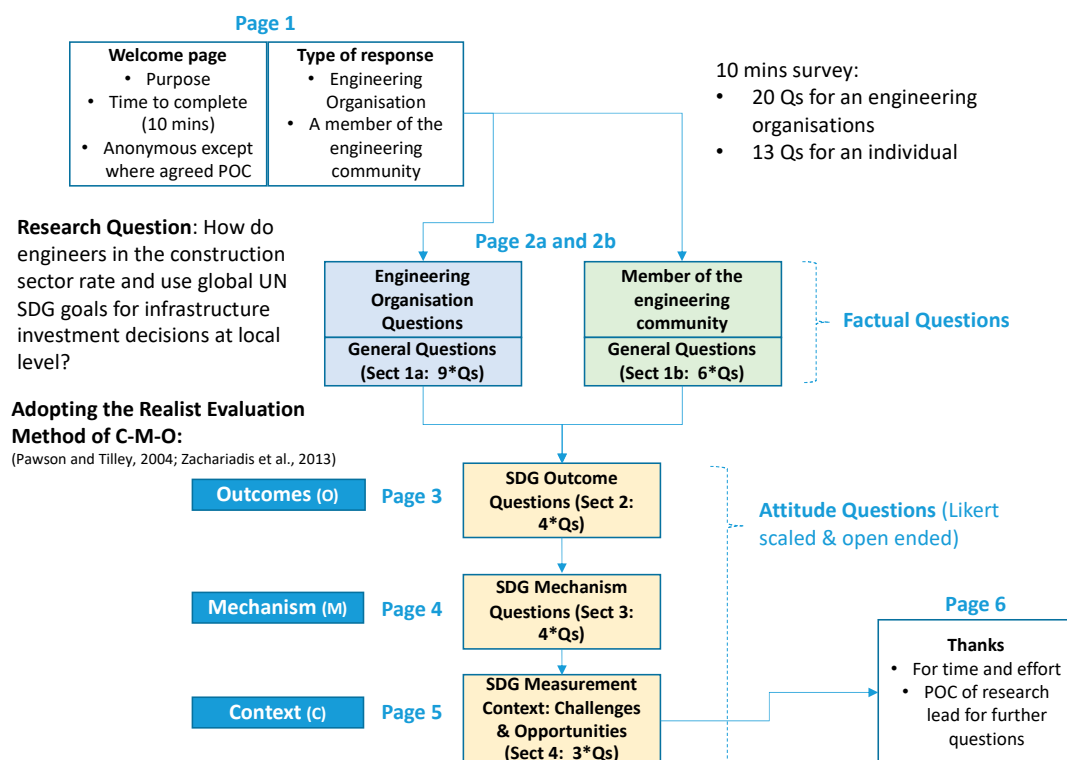 Page 1
Welcome page
• Purpose
• Time to complete
(10 mins)
• Anonymous except
where agreed POC
Type of response
• Engineering
Organisation
• A member of the
engineering
community
10 mins survey:
• 20 Qs for an engineering
organisations
• 13 Qs for an individual
Research Question: How do
engineers in the construction
sector rate and use global UN
SDG goals for infrastructure
investment decisions at local
level?
Page 2a and 2b
Engineering
Organisation
Questions
General Questions
(Sect 1a: 9*Qs)
Member of the
engineering
community
General Questions
(Sect 1b: 6*Qs)
Factual Questions
Adopting the Realist Evaluation
Method of C-M-O:
(Pawson and Tilley, 2004; Zachariadis et al., 2013)
Outcomes (O)
Page 3
SDG Outcome
Questions (Sect 2:
4*Qs)
Attitude Questions (Likert
scaled & open ended)
Mechanism (M)
Page 4
SDG Mechanism
Questions (Sect 3:
4*Qs)
Context (C)
Page 5
SDG Measurement
Context: Challenges
& Opportunities
(Sect 4: 3*Qs)
Page 6
Thanks
• For time and effort
• POC of research
lead for further
questions